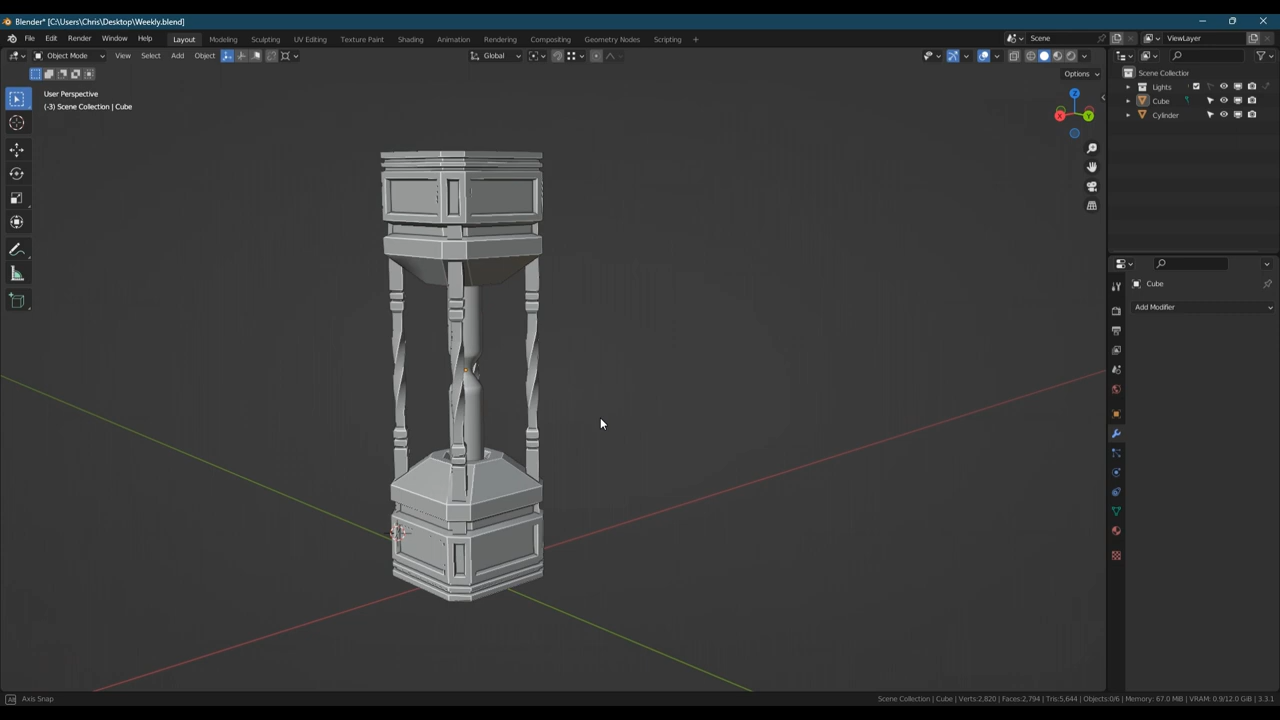 Blender* [C:\Users\Chris\Desktop\Weekly.blend]
File Edit Render Window Help Layout Modeling Sculpting UV Editing Texture Paint Shading Animation Rendering Compositing Geometry Nodes Scripting + Scene ViewLayer
Object Mode View Select Add Object Global
Options
User Perspective
(-3) Scene Collection | Cube
Scene Collection
Lights
Cube
Cylinder
X Y Z
Cube
Add Modifier
Axis Snap
Scene Collection | Cube | Verts:2,820 | Faces:2,794 | Tris:5,644 | Objects:0/6 | Memory: 67.0 MiB | VRAM: 0.9/12.0 GiB | 3.3.1